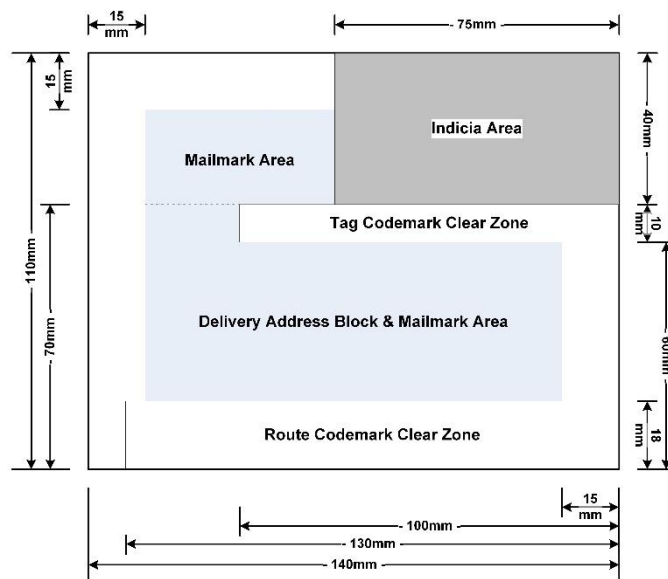 15
mm
- 75mm -
15
mm
Indicia Area
- 40mm -
Mailmark Area
Tag Codemark Clear Zone
10
mm
- 110mm -
- 70mm -
Delivery Address Block & Mailmark Area
- 60mm -
Route Codemark Clear Zone
18
mm
15
mm
- 100mm -
- 130mm -
- 140mm -